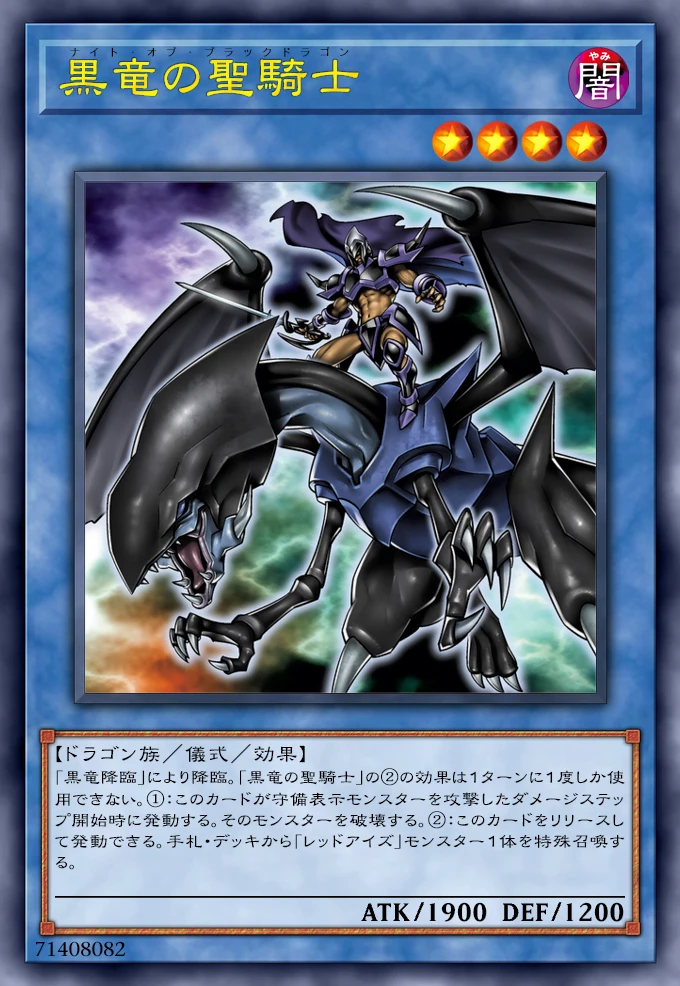 ナイト・オブ・ブラックドラゴン
黒竜の聖騎士
やみ
闇
【ドラゴン族／儀式／効果】
「黒竜降臨」により降臨。「黒竜の聖騎士」の②の効果は１ターンに１度しか使
用できない。①：このカードが守備表示モンスターを攻撃したダメージステッ
プ開始時に発動する。そのモンスターを破壊する。②：このカードをリリースし
て発動できる。手札・デッキから「レッドアイズ」モンスター１体を特殊召喚す
る。
ATK/1900 DEF/1200
71408082